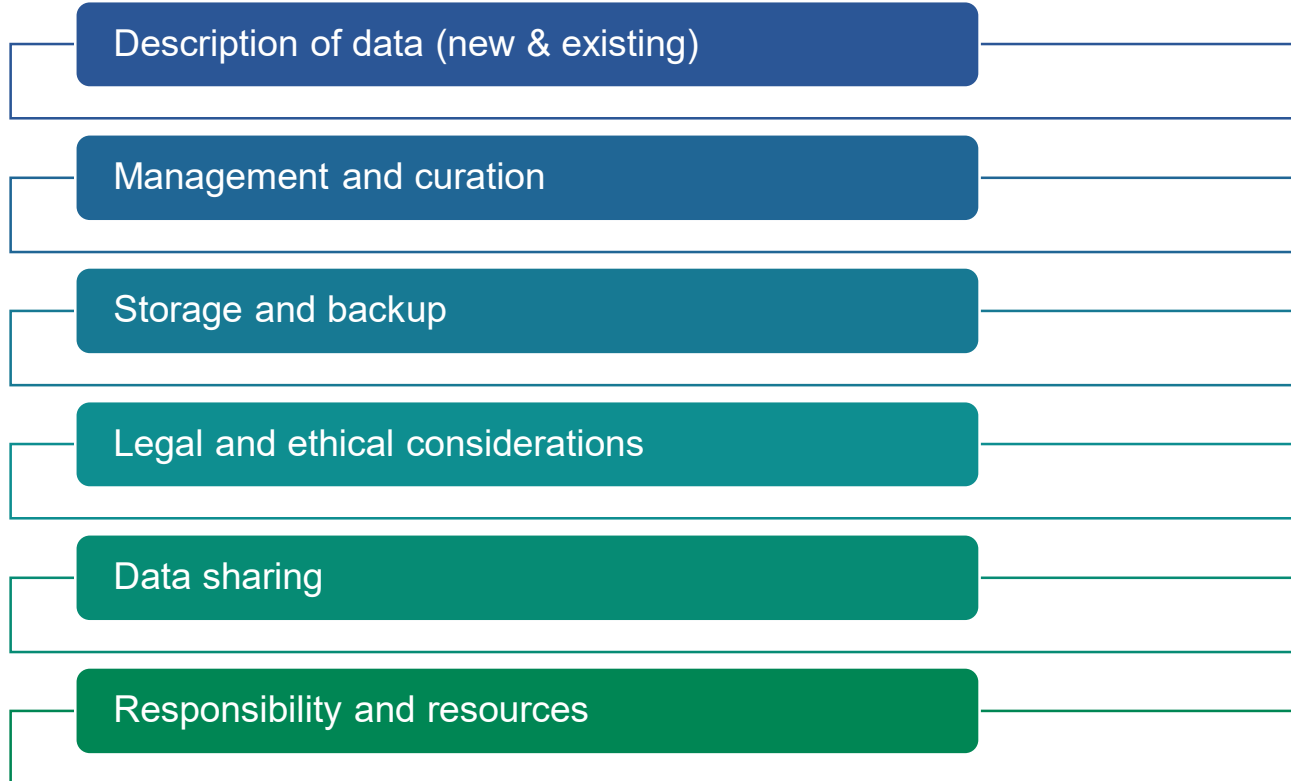 Description of data (new & existing)
Management and curation
Storage and backup
Legal and ethical considerations
Data sharing
Responsibility and resources